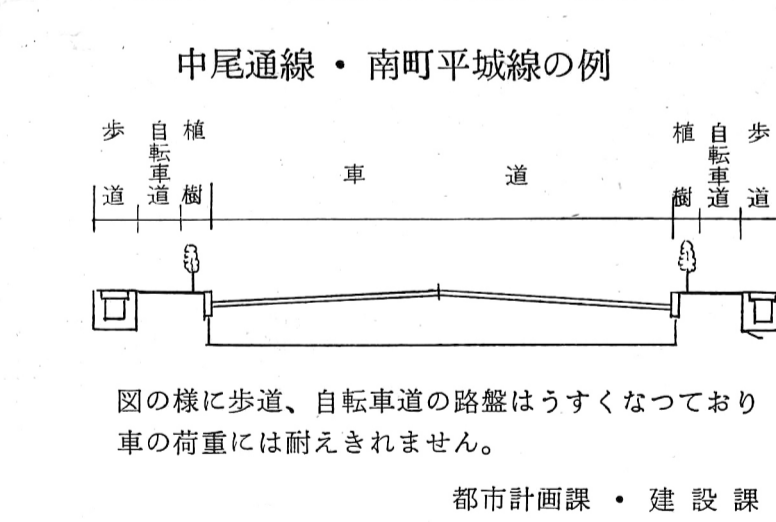 中尾通線・南町平城線の例
歩道 自転車道 植樹 車道 植樹 自転車道 歩道
図の様に歩道、自転車道の路盤はうすくなつており
車の荷重には耐えきれません。
都市計画課・建設課